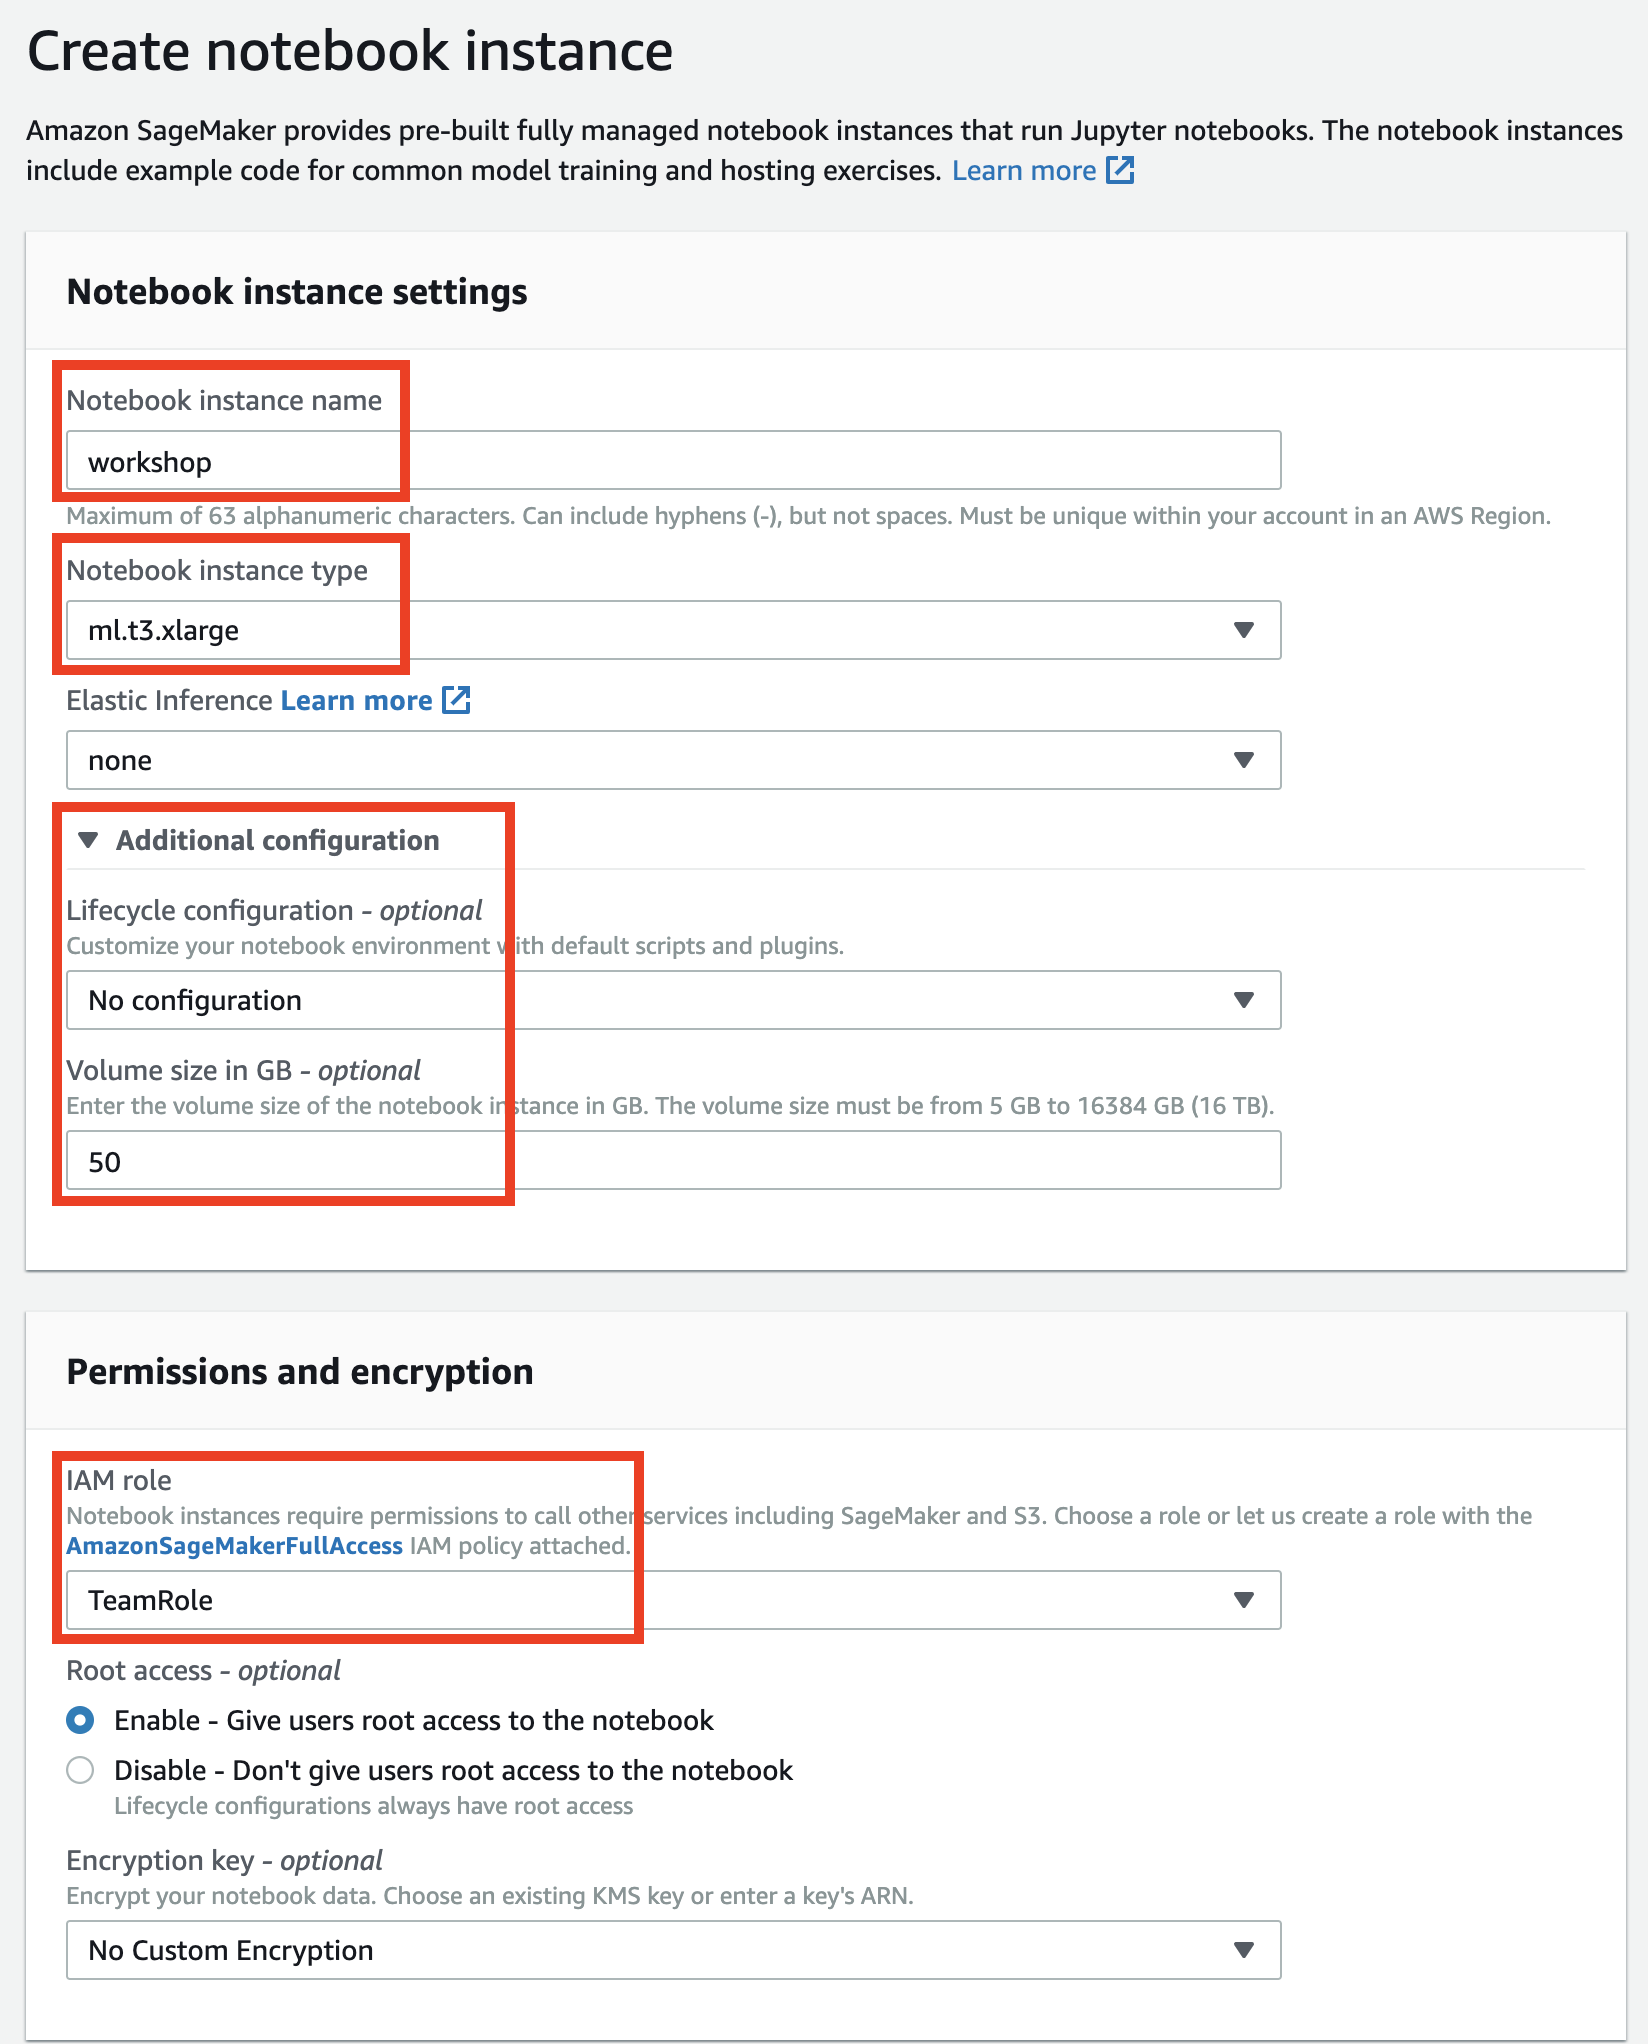 Create notebook instance
Amazon SageMaker provides pre-built fully managed notebook instances that run Jupyter notebooks. The notebook instances
include example code for common model training and hosting exercises. Learn more
Notebook instance settings
Notebook instance name
workshop
Maximum of 63 alphanumeric characters. Can include hyphens (-), but not spaces. Must be unique within your account in an AWS Region.
Notebook instance type
ml.t3.xlarge
Elastic Inference Learn more
none
Additional configuration
Lifecycle configuration - optional
Customize your notebook environment with default scripts and plugins.
No configuration
Volume size in GB - optional
Enter the volume size of the notebook instance in GB. The volume size must be from 5 GB to 16384 GB (16 TB).
50
Permissions and encryption
IAM role
Notebook instances require permissions to call other services including SageMaker and S3. Choose a role or let us create a role with the
AmazonSageMakerFullAccess IAM policy attached.
TeamRole
Root access - optional
Enable - Give users root access to the notebook
Disable - Don't give users root access to the notebook
Lifecycle configurations always have root access
Encryption key - optional
Encrypt your notebook data. Choose an existing KMS key or enter a key's ARN.
No Custom Encryption